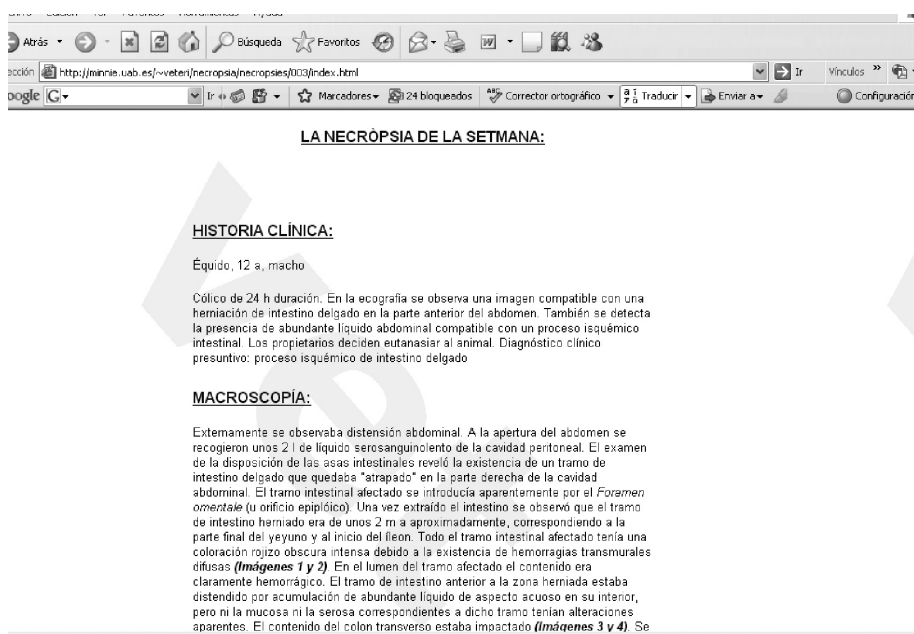 Atrás
Búsqueda Favoritos
ección http://minnie.uab.es/~veteri/necropsia/necropsies/003/index.html Ir Vínculos »
oogle G Ir Marcadores 24 bloqueados Corrector ortográfico Traducir Enviar a Configuración
LA NECRÒPSIA DE LA SETMANA:
HISTORIA CLÍNICA:
Équido, 12 a, macho
Cólico de 24 h duración. En la ecografía se observa una imagen compatible con una
herniación de intestino delgado en la parte anterior del abdomen. También se detecta
la presencia de abundante líquido abdominal compatible con un proceso isquémico
intestinal. Los propietarios deciden eutanasiar al animal. Diagnóstico clínico
presuntivo: proceso isquémico de intestino delgado
MACROSCOPÍA:
Externamente se observaba distensión abdominal. A la apertura del abdomen se
recogieron unos 2 l de líquido serosanguinolento de la cavidad peritoneal. El examen
de la disposición de las asas intestinales reveló la existencia de un tramo de
intestino delgado que quedaba "atrapado" en la parte derecha de la cavidad
abdominal. El tramo intestinal afectado se introducía aparentemente por el Foramen
omentale (u orificio epiplóico). Una vez extraído el intestino se observó que el tramo
de intestino herniado era de unos 2 m a aproximadamente, correspondiendo a la
parte final del yeyuno y al inicio del íleon. Todo el tramo intestinal afectado tenía una
coloración rojizo obscura intensa debido a la existencia de hemorragias transmurales
difusas (Imágenes 1 y 2). En el lumen del tramo afectado el contenido era
claramente hemorrágico. El tramo de intestino anterior a la zona herniada estaba
distendido por acumulación de abundante líquido de aspecto acuoso en su interior,
pero ni la mucosa ni la serosa correspondientes a dicho tramo tenían alteraciones
aparentes. El contenido del colon transverso estaba impactado (Imágenes 3 y 4). Se